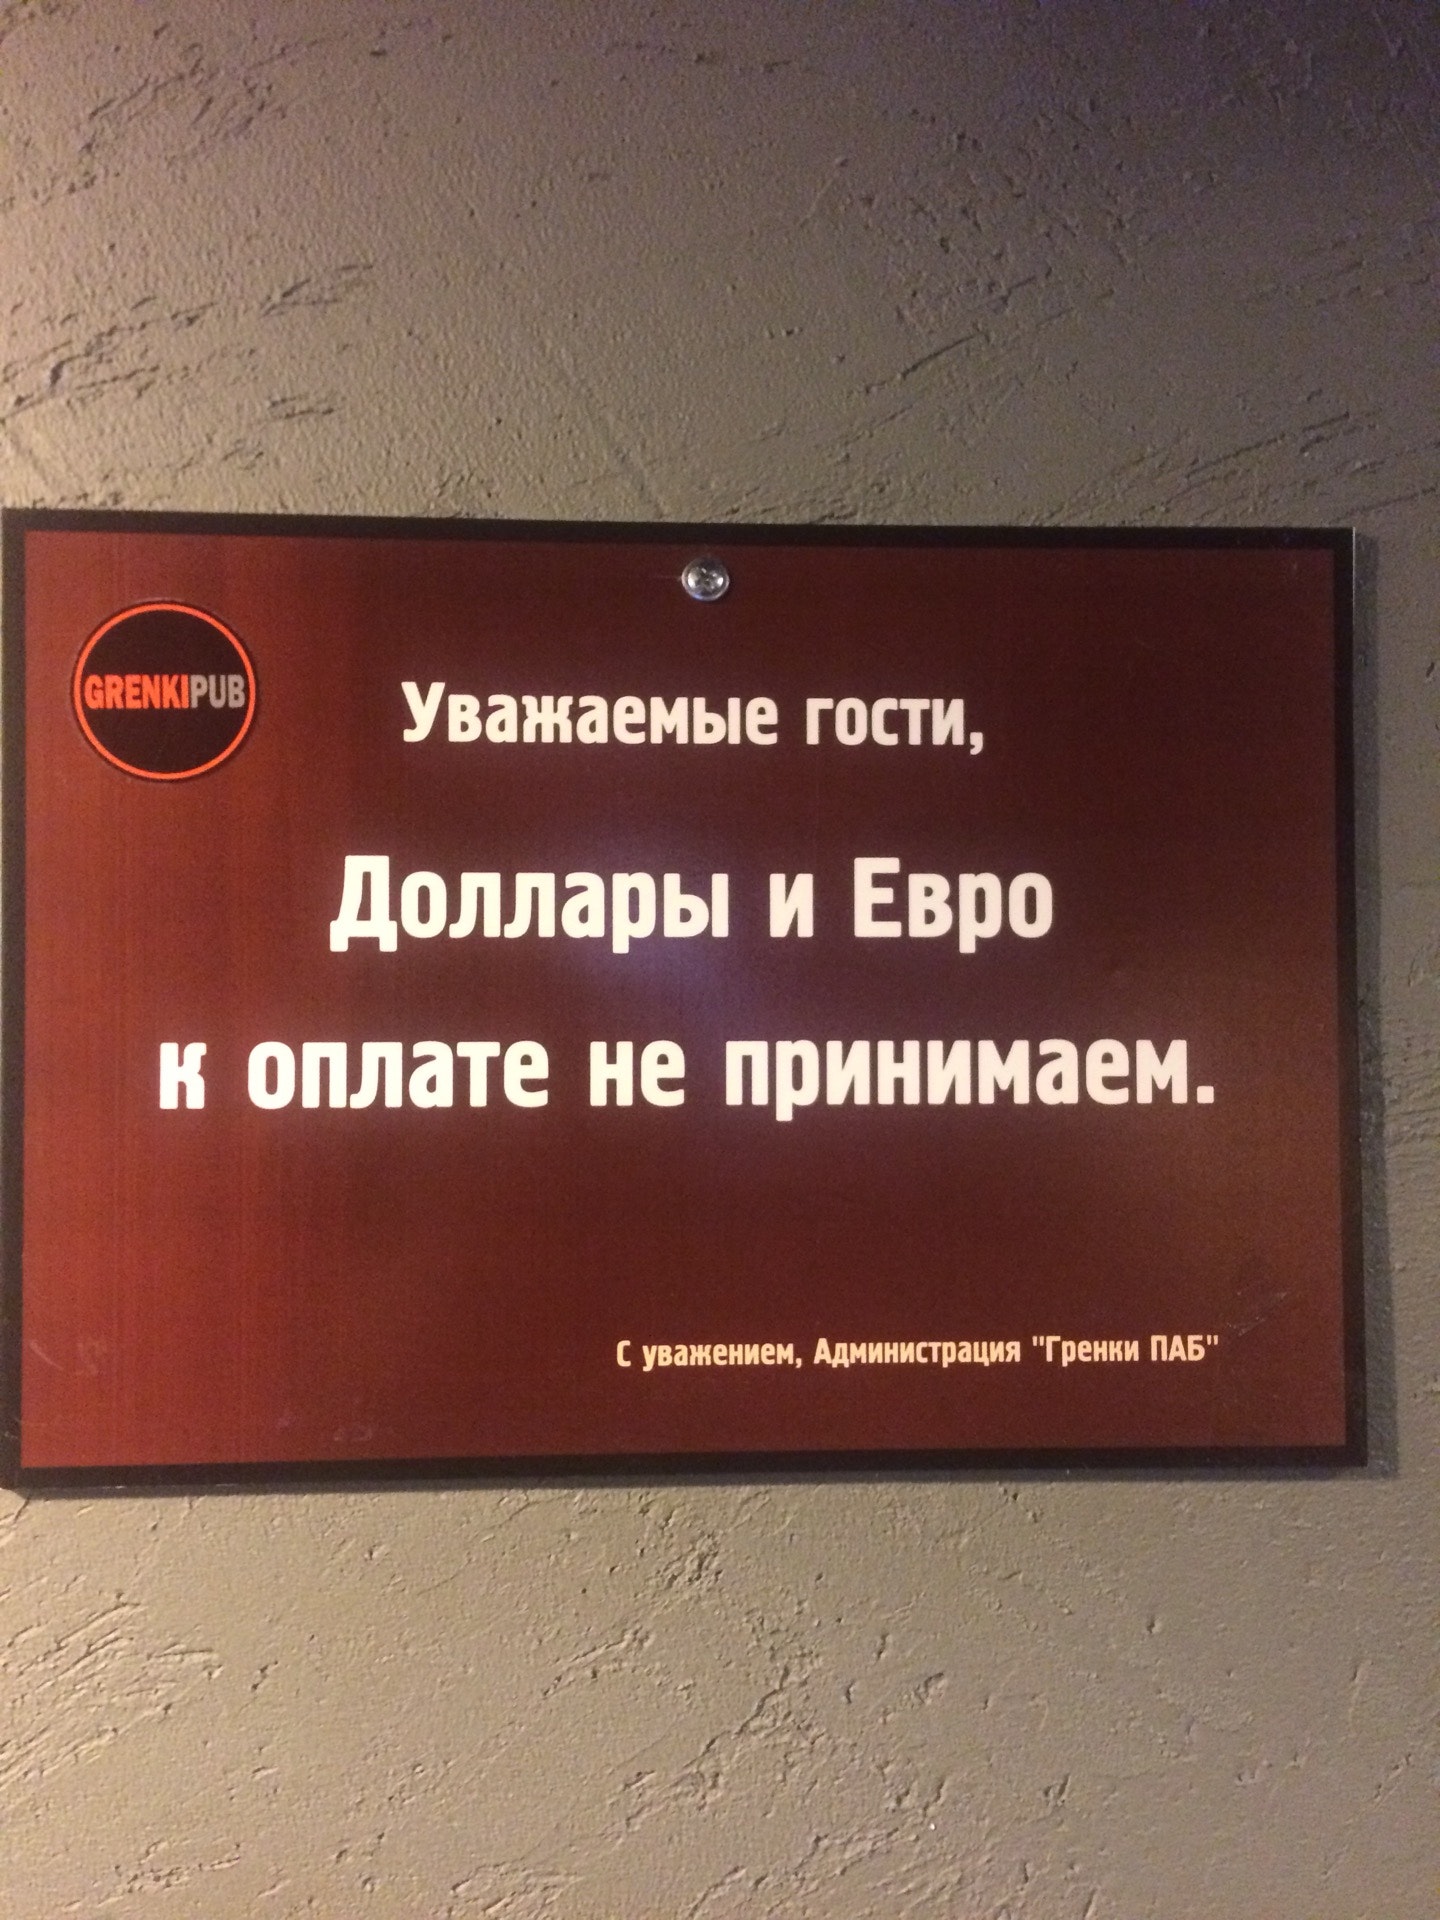 GRENKIPUB
Уважаемые гости,
Доллары и Евро
к оплате не принимаем.
С уважением, Администрация "Гренки ПАБ"